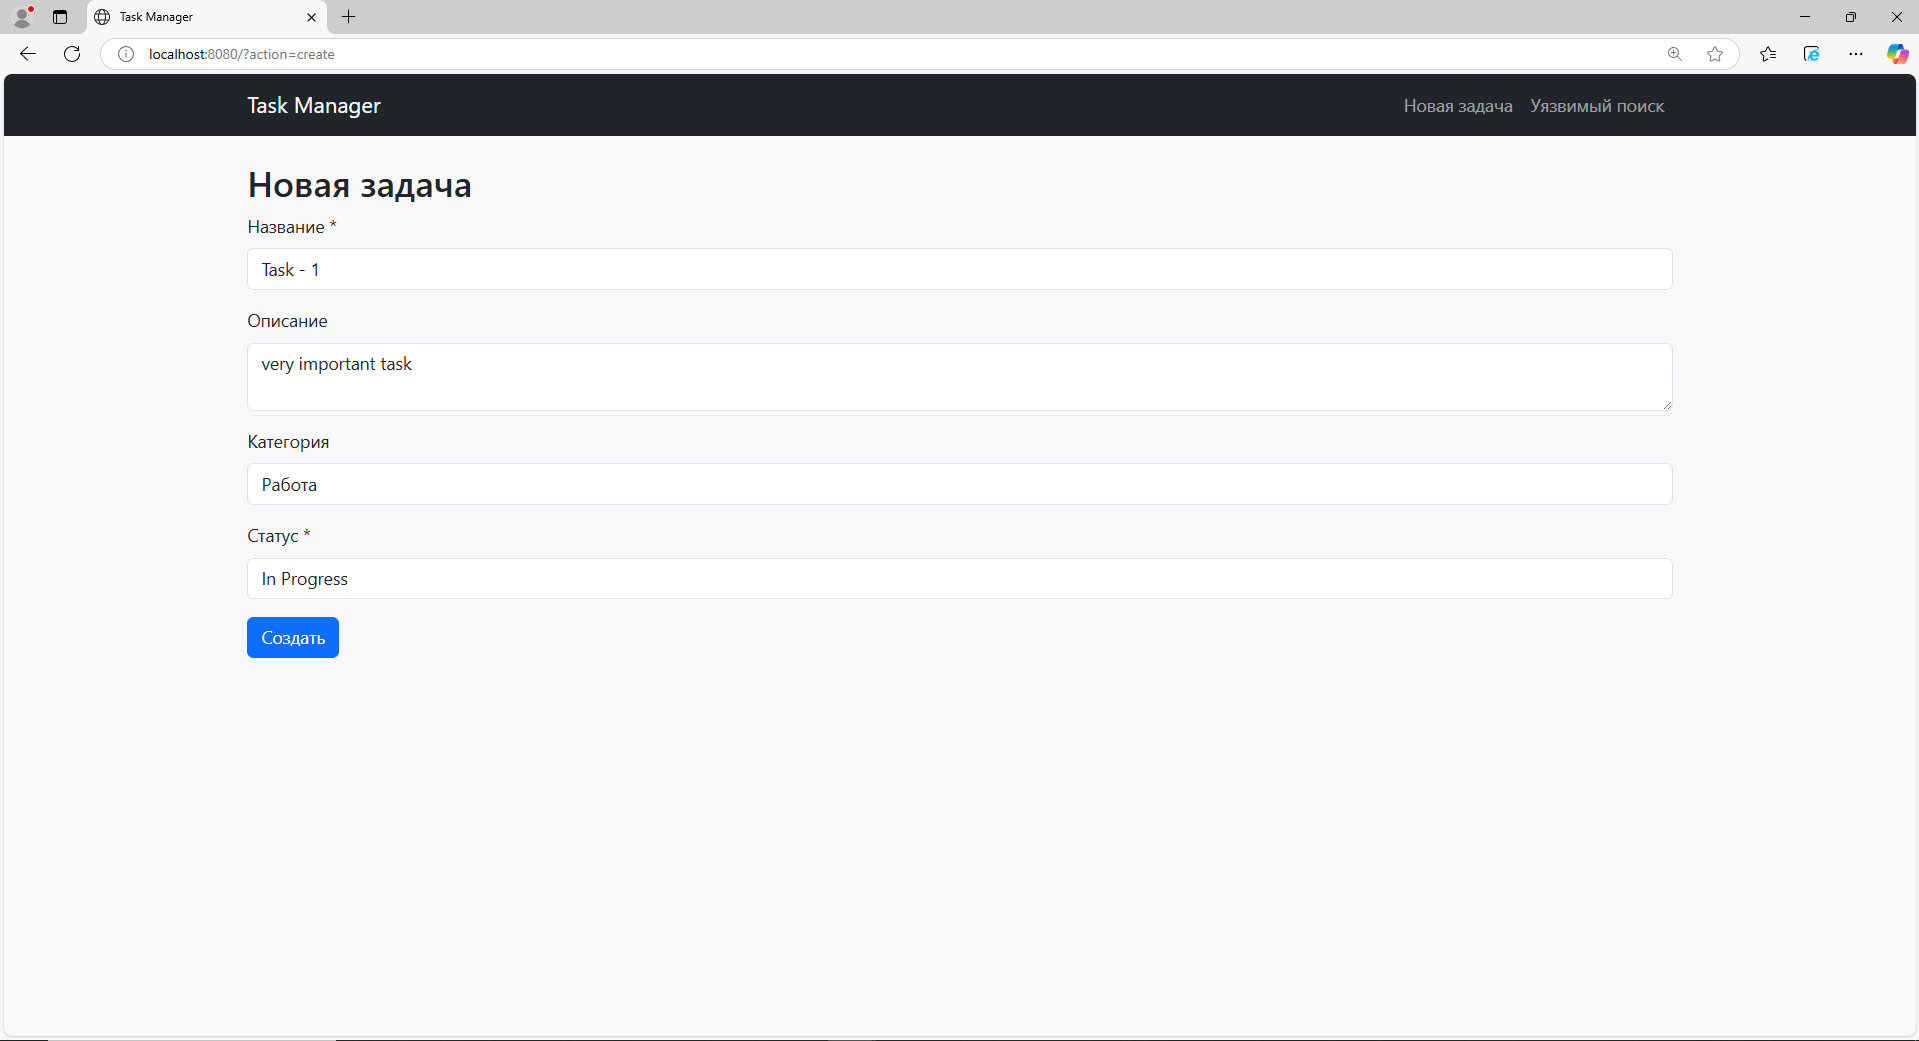 Task Manager
localhost:8080/?action=create
Task Manager
Новая задача Уязвимый поиск
Новая задача
Название *
Task - 1
Описание
very important task
Категория
Работа
Статус *
In Progress
Создать